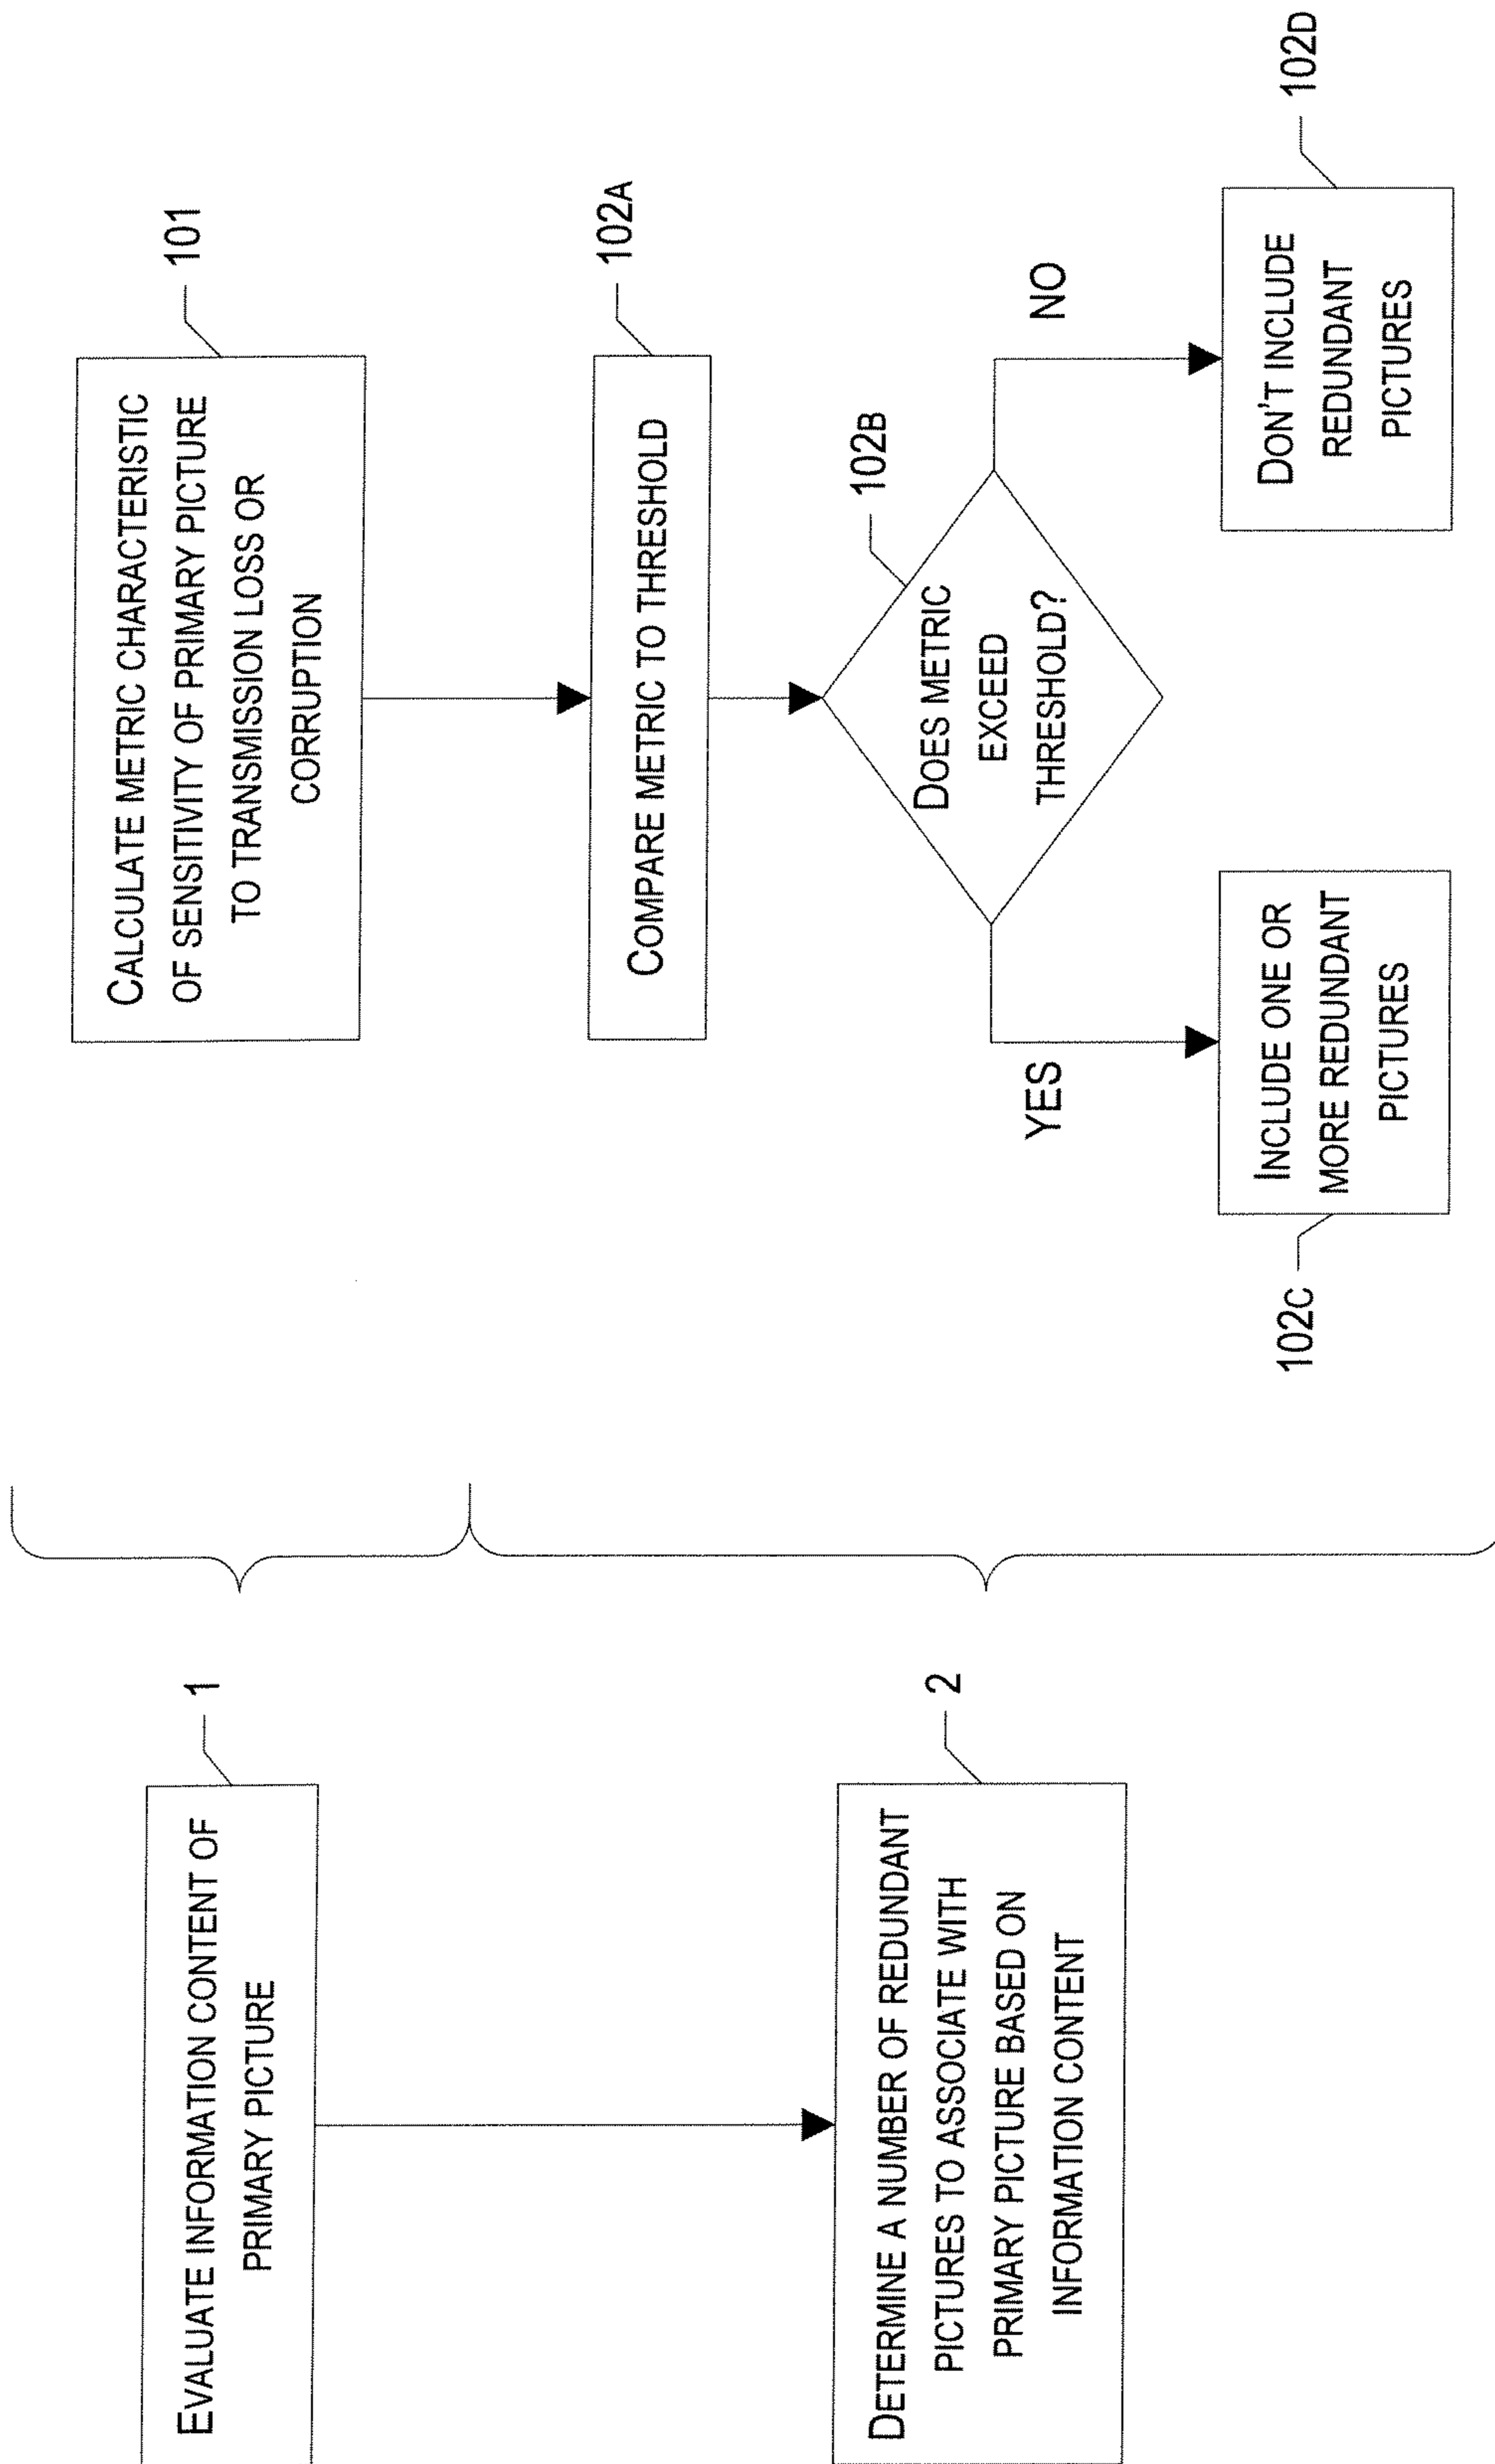 EVALUATE INFORMATION CONTENT OF
PRIMARY PICTURE
1
DETERMINE A NUMBER OF REDUNDANT
PICTURES TO ASSOCIATE WITH
PRIMARY PICTURE BASED ON
INFORMATION CONTENT
2
CALCULATE METRIC CHARACTERISTIC
OF SENSITIVITY OF PRIMARY PICTURE
TO TRANSMISSION LOSS OR
CORRUPTION
101
COMPARE METRIC TO THRESHOLD
102A
DOES METRIC
EXCEED
THRESHOLD?
102B
YES
NO
INCLUDE ONE OR
MORE REDUNDANT
PICTURES
102C
DON'T INCLUDE
REDUNDANT
PICTURES
102D